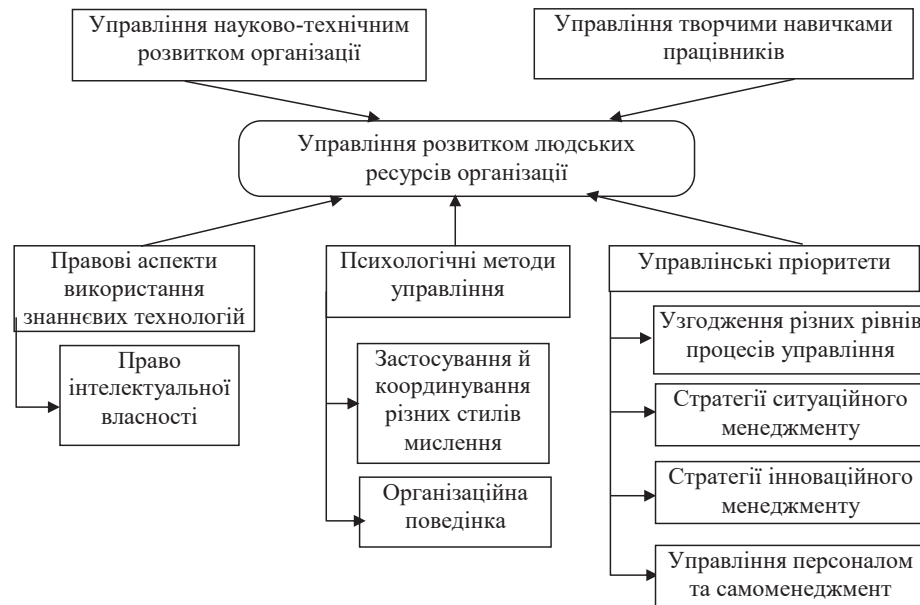 Управління науково-технічним
розвитком організації
Управління творчими навичками
працівників
Управління розвитком людських
ресурсів організації
Правові аспекти
використання
знаннєвих технологій
Психологічні методи
управління
Управлінські пріоритети
Право
інтелектуальної
власності
Застосування й
координування
різних стилів
мислення
Організаційна
поведінка
Узгодження різних рівнів
процесів управління
Стратегії ситуаційного
менеджменту
Стратегії інноваційного
менеджменту
Управління персоналом
та самоменеджмент